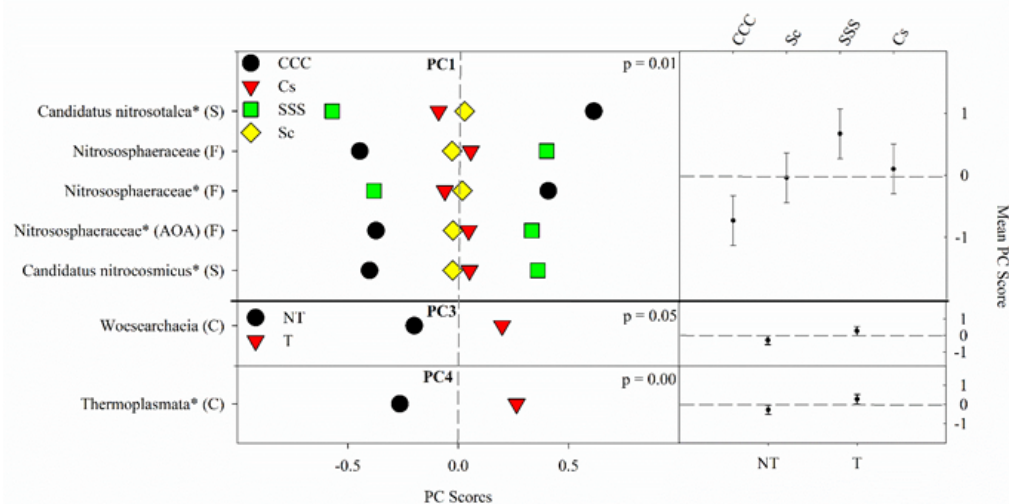 CCC
Sc
SSS
Cs
PC1
p = 0.01
CCC
Cs
SSS
Sc
Candidatus nitrosotalca* (S)
Nitrososphaeraceae (F)
Nitrososphaeraceae* (F)
Nitrososphaeraceae* (AOA) (F)
Candidatus nitrocosmicus* (S)
1
0
-1
Mean PC Score
PC3
p = 0.05
NT
T
Woesearchacia (C)
1
0
-1
PC4
p = 0.00
Thermoplasmata* (C)
1
0
-1
-0.5
0.0
0.5
NT
T
PC Scores